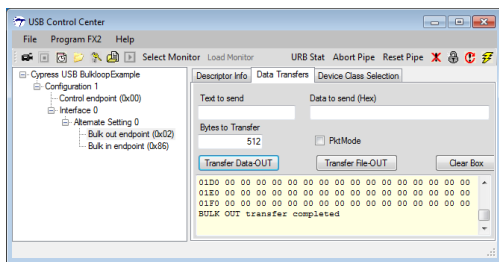 USB Control Center
File Program FX2 Help
Select Monitor Load Monitor URB Stat Abort Pipe Reset Pipe
Cypress USB BulkloopExample
Configuration 1
Control endpoint (0x00)
Interface 0
Alternate Setting 0
Bulk out endpoint (0x02)
Bulk in endpoint (0x86)
Descriptor Info Data Transfers Device Class Selection
Text to send Data to send (Hex)
Bytes to Transfer
512 PktMode
Transfer Data-OUT Transfer File-OUT Clear Box
01D0 00 00 00 00 00 00 00 00 00 00 00 00 00 00 00 00
01E0 00 00 00 00 00 00 00 00 00 00 00 00 00 00 00 00
01F0 00 00 00 00 00 00 00 00 00 00 00 00 00 00 00 00
BULK OUT transfer completed